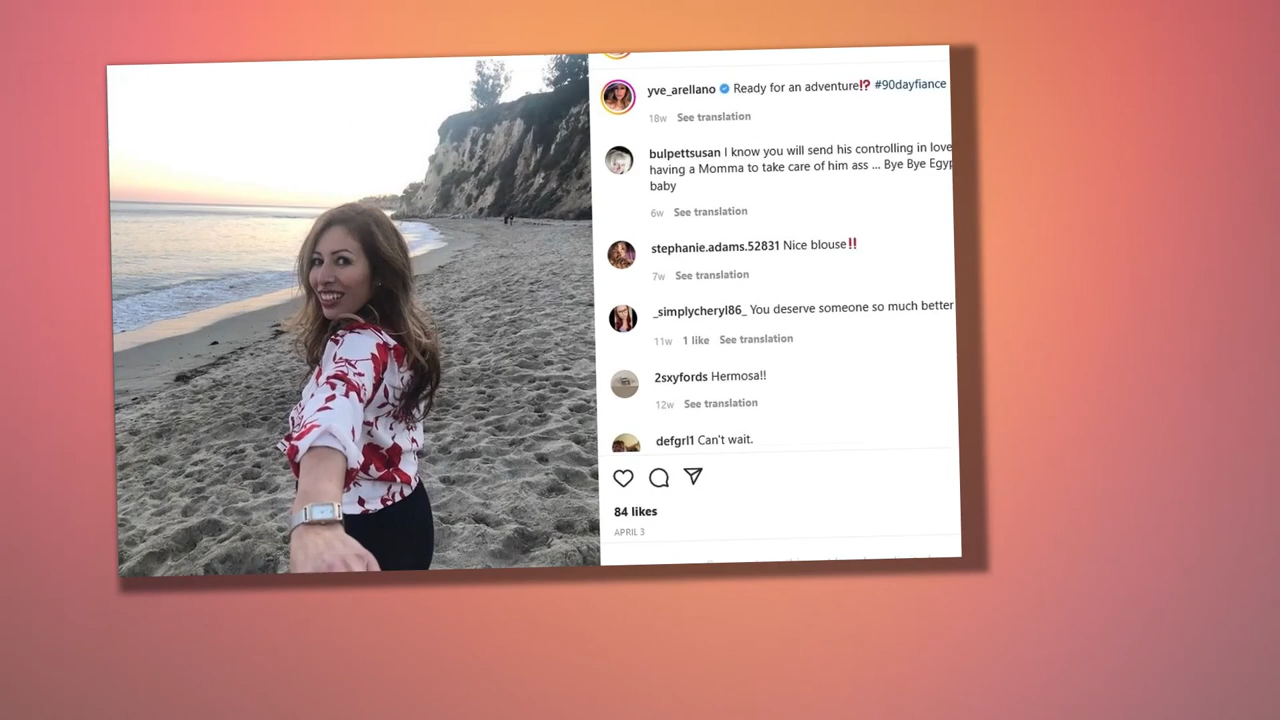 yve_arellano Ready for an adventure⁉️ #90dayfiance
18w See translation
bulpettsusan I know you will send his controlling in love
having a Momma to take care of him ass ... Bye Bye
baby
6w See translation
stephanie.adams.52831 Nice blouse‼️
7w See translation
_simplycheryl86_ You deserve someone so much better
11w 1 like See translation
2sxyfords Hermosa!!
12w See translation
defgrl1 Can't wait.
84 likes
APRIL 3